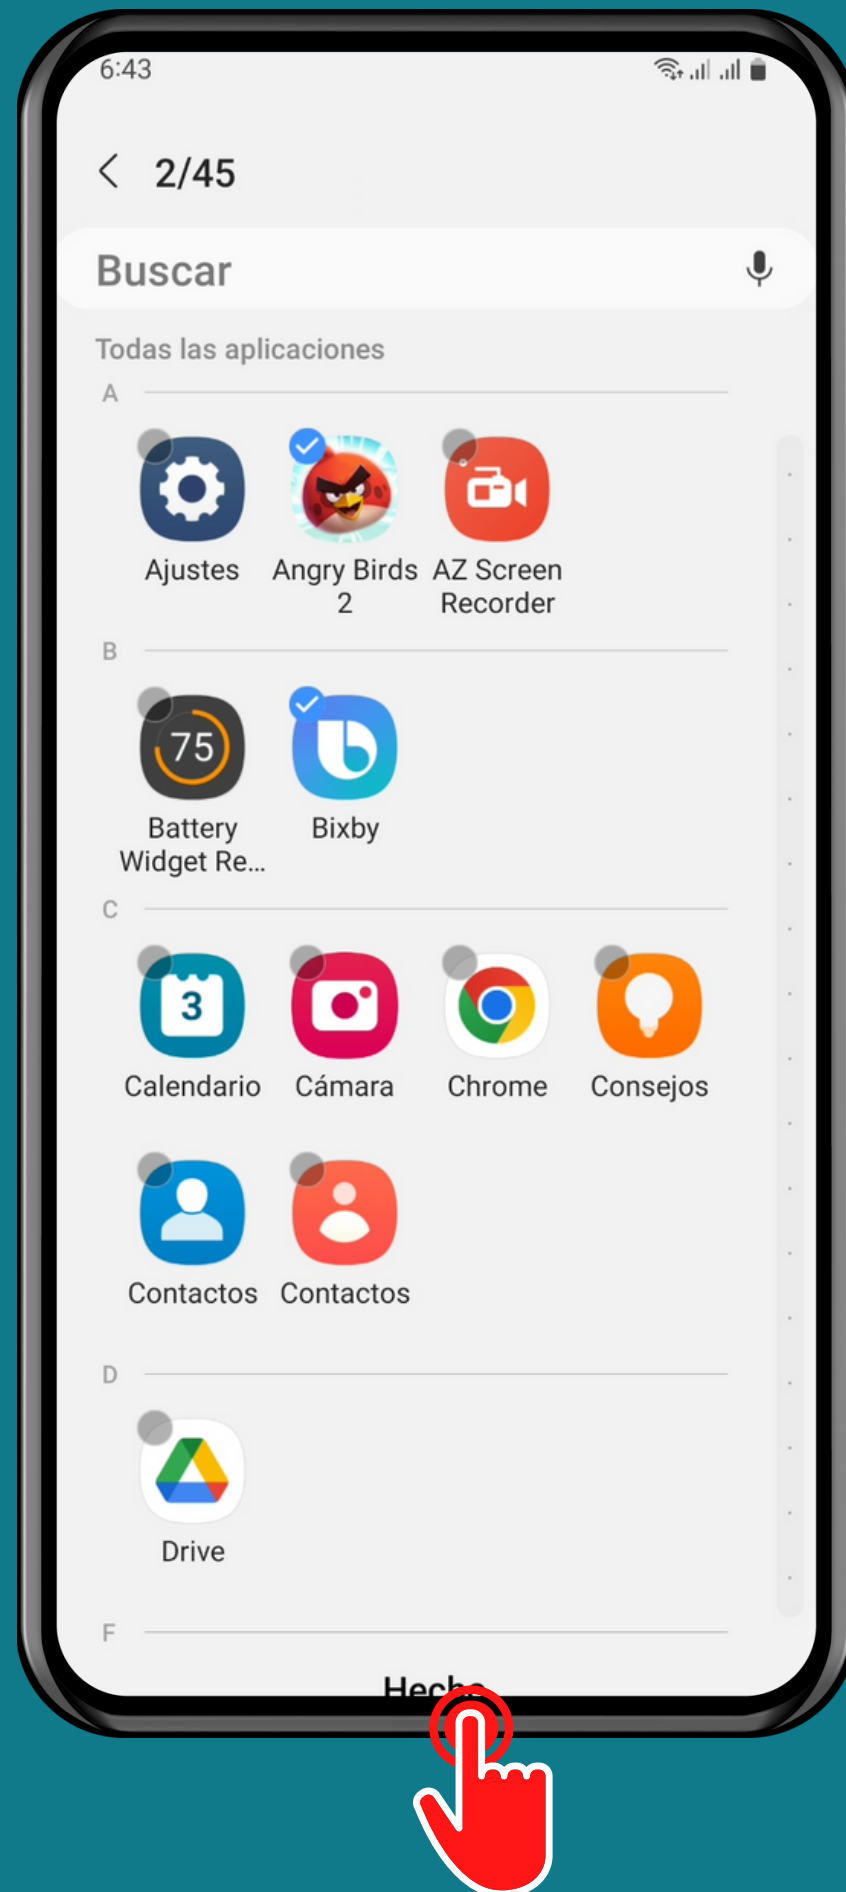 6:43
2/45
Buscar
Todas las aplicaciones
A
Ajustes
Angry Birds
2
AZ Screen
Recorder
B
75
Battery
Widget Re...
Bixby
C
3
Calendario
Cámara
Chrome
Consejos
Contactos
Contactos
D
Drive
F
Hecho